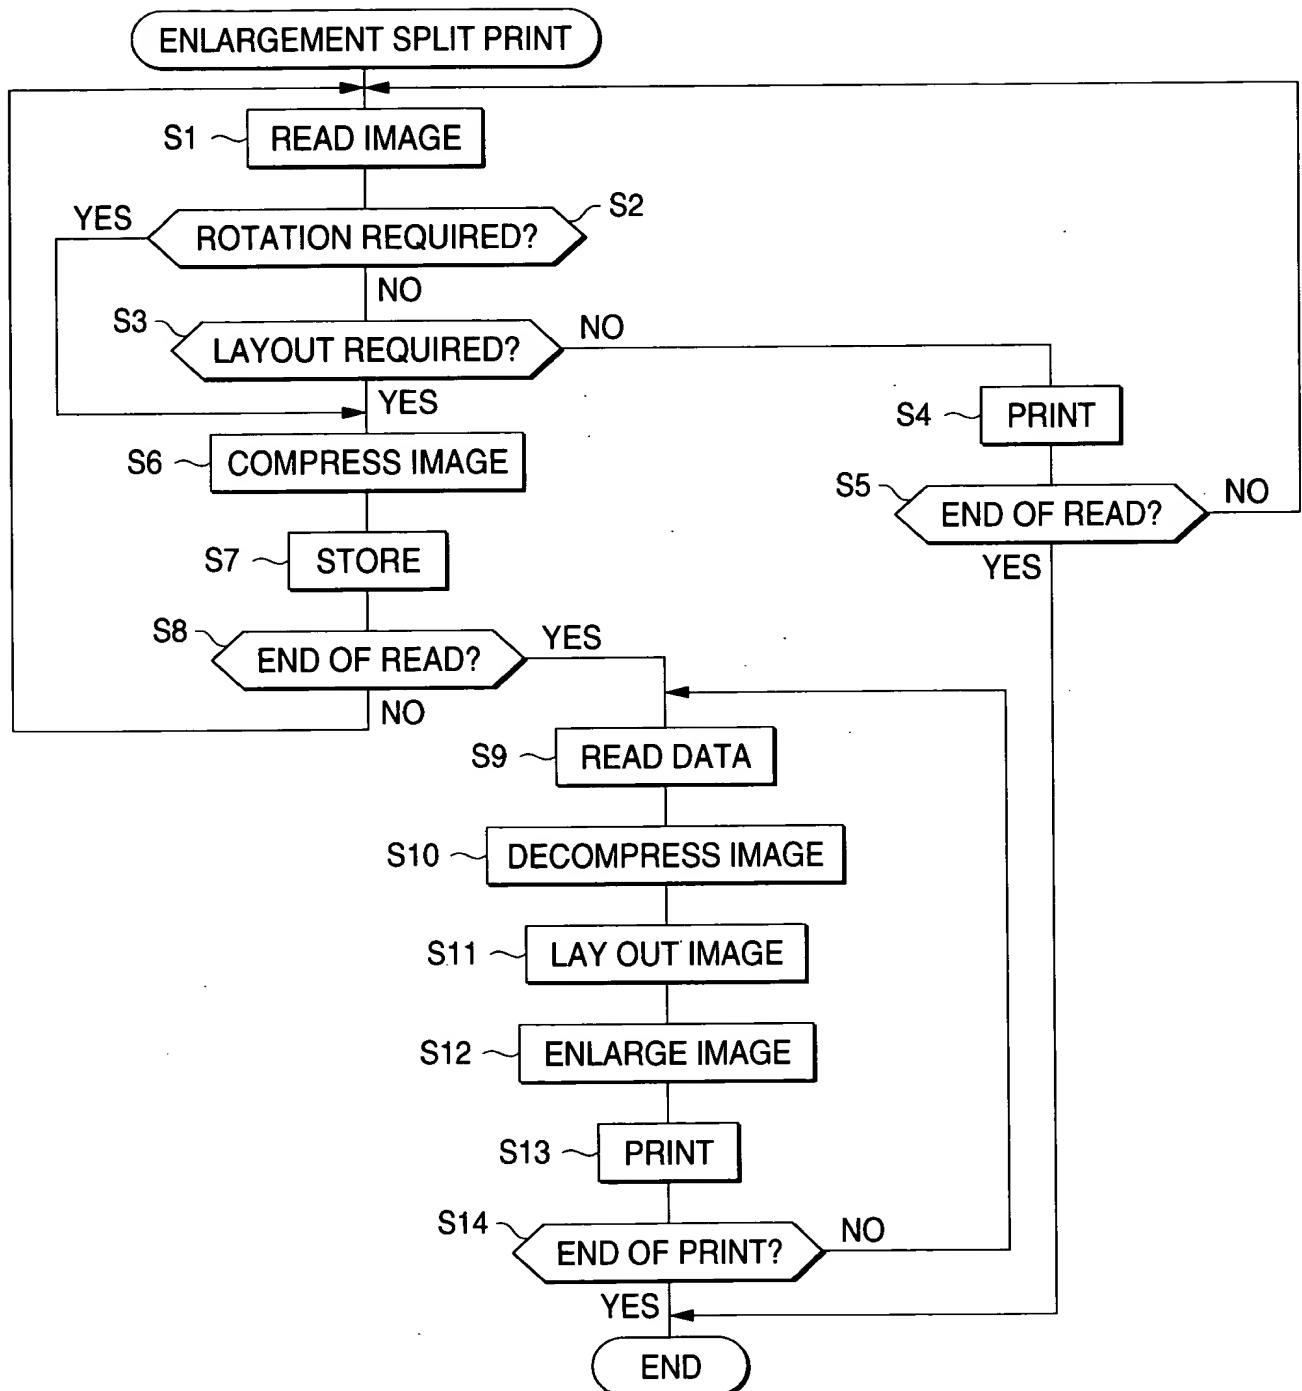 ENLARGEMENT SPLIT PRINT
S1 READ IMAGE
S2
YES
ROTATION REQUIRED?
NO
S3
NO
LAYOUT REQUIRED?
YES
S4 PRINT
S6 COMPRESS IMAGE
S5
NO
END OF READ?
YES
S7 STORE
S8
YES
END OF READ?
NO
S9 READ DATA
S10 DECOMPRESS IMAGE
S11 LAY OUT IMAGE
S12 ENLARGE IMAGE
S13 PRINT
S14
NO
END OF PRINT?
YES
END